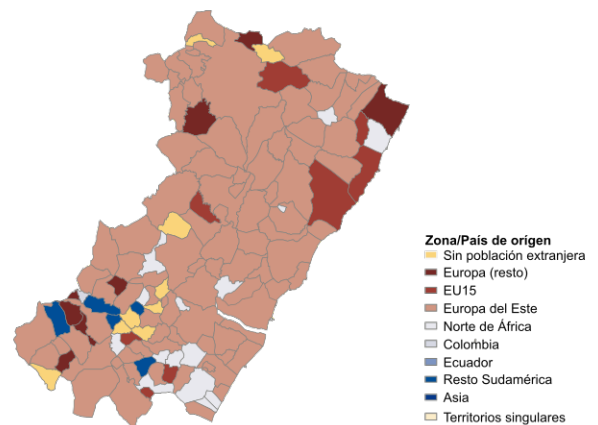 Zona/País de orígen
Sin población extranjera
Europa (resto)
EU15
Europa del Este
Norte de África
Colombia
Ecuador
Resto Sudamérica
Asia
Territorios singulares